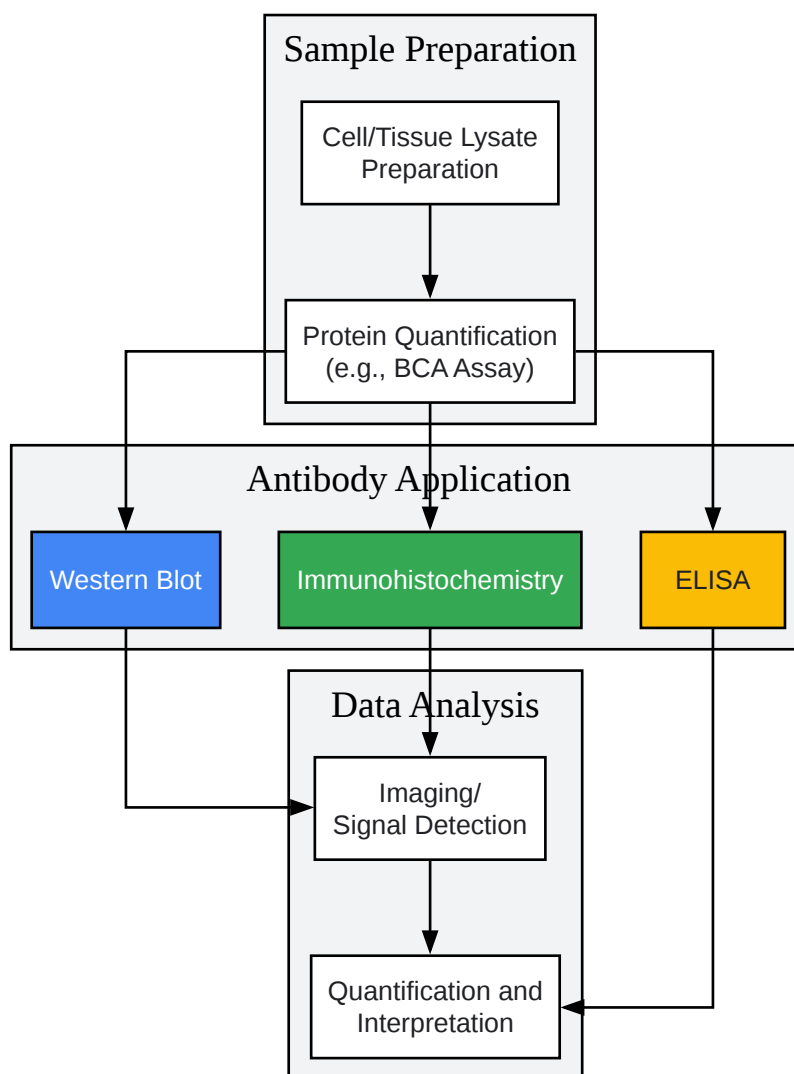 Sample Preparation
Cell/Tissue Lysate
Preparation
Protein Quantification
(e.g., BCA Assay)
Antibody Application
Western Blot
Immunohistochemistry
ELISA
Data Analysis
Imaging/
Signal Detection
Quantification and
Interpretation